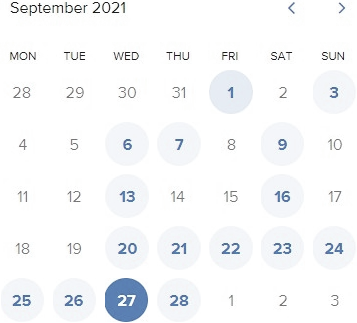 September 2021
MON TUE WED THU FRI SAT SUN
28 29 30 31 1 2 3
4 5 6 7 8 9 10
11 12 13 14 15 16 17
18 19 20 21 22 23 24
25 26 27 28 1 2 3